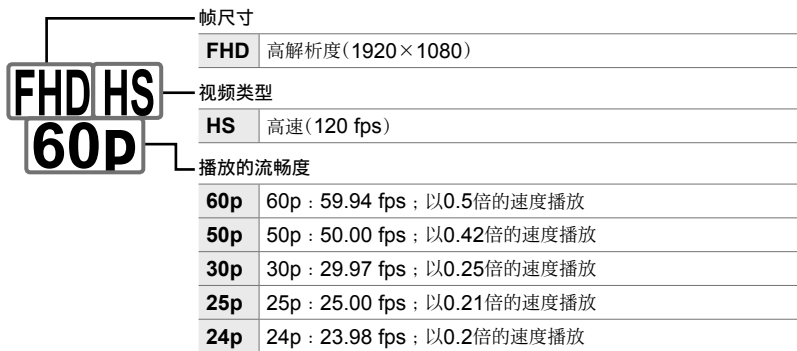 帧尺寸
FHD 高解析度(1920×1080)
FHD HS
视频类型
HS 高速(120 fps)
60p
播放的流畅度
60p 60p：59.94 fps；以0.5倍的速度播放
50p 50p：50.00 fps；以0.42倍的速度播放
30p 30p：29.97 fps；以0.25倍的速度播放
25p 25p：25.00 fps；以0.21倍的速度播放
24p 24p：23.98 fps；以0.2倍的速度播放